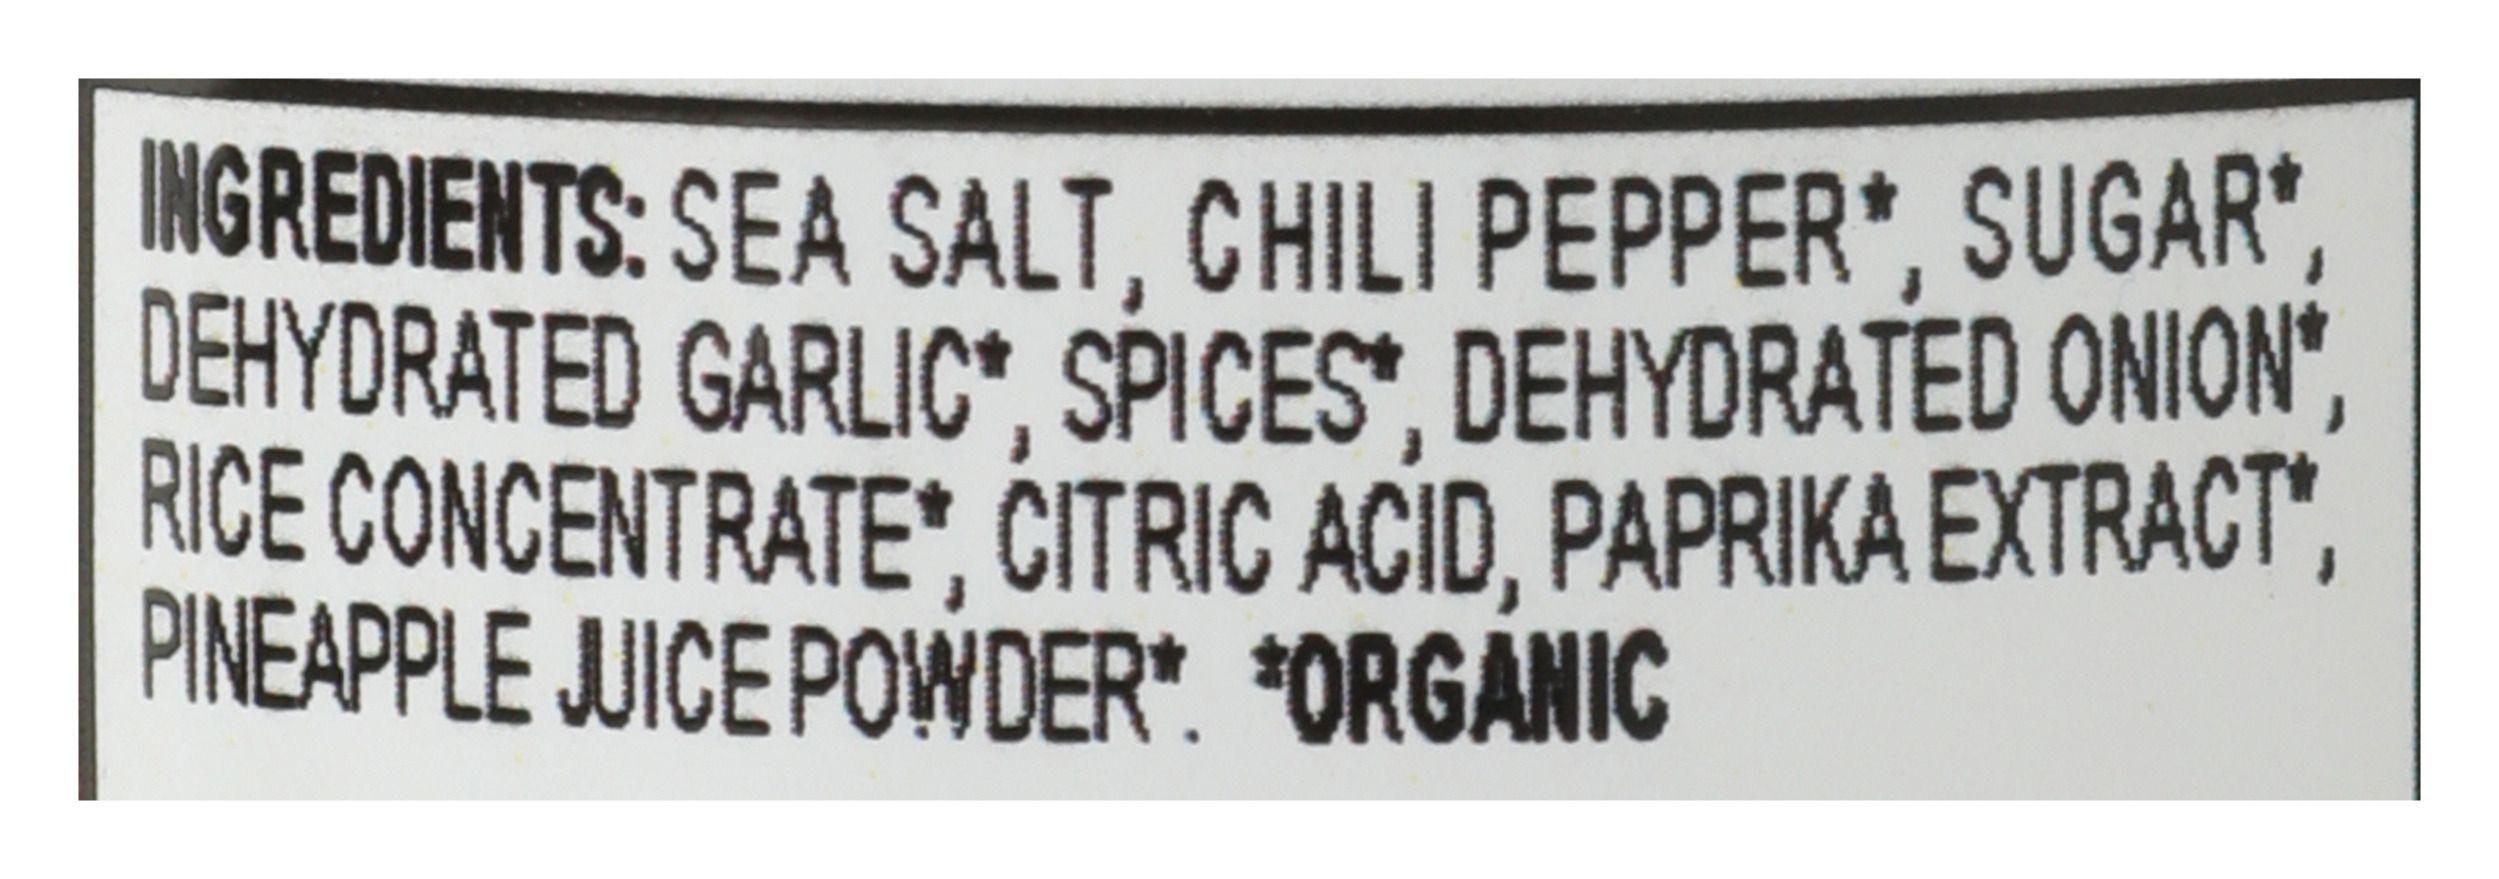 INGREDIENTS: SEA SALT, CHILI PEPPER*, SUGAR*,
DEHYDRATED GARLIC*, SPICES*, DEHYDRATED ONION*,
RICE CONCENTRATE*, CITRIC ACID, PAPRIKA EXTRACT*,
PINEAPPLE JUICE POWDER*. *ORGANIC